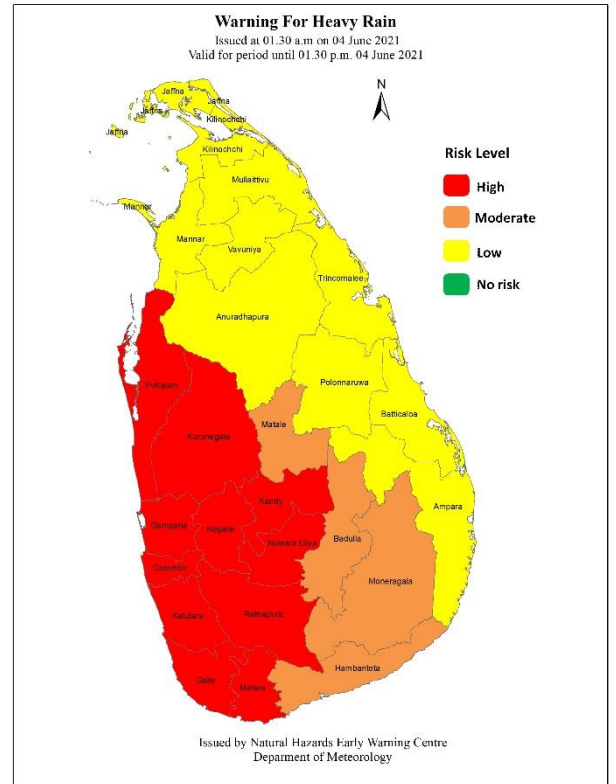 Warning For Heavy Rain
Issued at 01.30 a.m on 04 June 2021
Valid for period until 01.30 p.m. 04 June 2021
N
Jaffna
Jaffna
Jaffna
Kilinochchi
Jaffna
Kilinochchi
Mullaittivu
Mannar
Mannar
Vavuniya
Trincomalee
Anuradhapura
Polonnaruwa
Puttalam
Batticaloa
Matale
Kurunegala
Kandy
Ampara
Gampaha
Kegalle
Badulla
Nuwara Eliya
Colombo
Moneragala
Kalutara
Ratnapura
Hambantota
Galle
Matara
Risk Level
High
Moderate
Low
No risk
Issued by Natural Hazards Early Warning Centre
Deparment of Meteorology